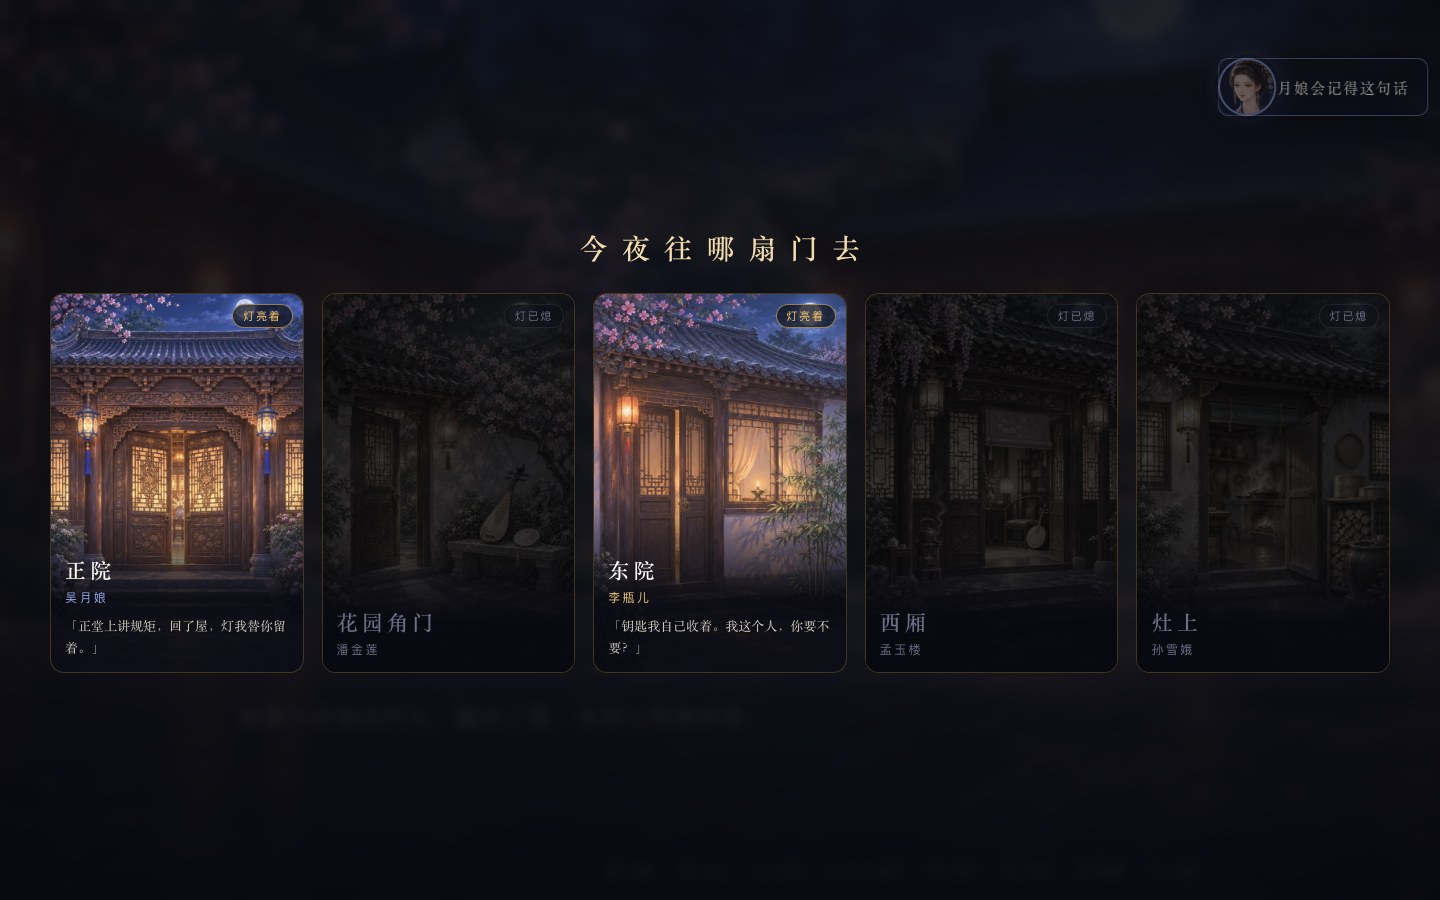 月娘会记得这句话
今夜往哪扇门去
灯亮着
正院
吴月娘
「正堂上讲规矩，回了屋，灯我替你留
着。」
灯已熄
花园角门
潘金莲
灯亮着
东院
李瓶儿
「钥匙我自己收着。我这个人，你要不
要？」
灯已熄
西厢
孟玉楼
灯已熄
灶上
孙雪娥